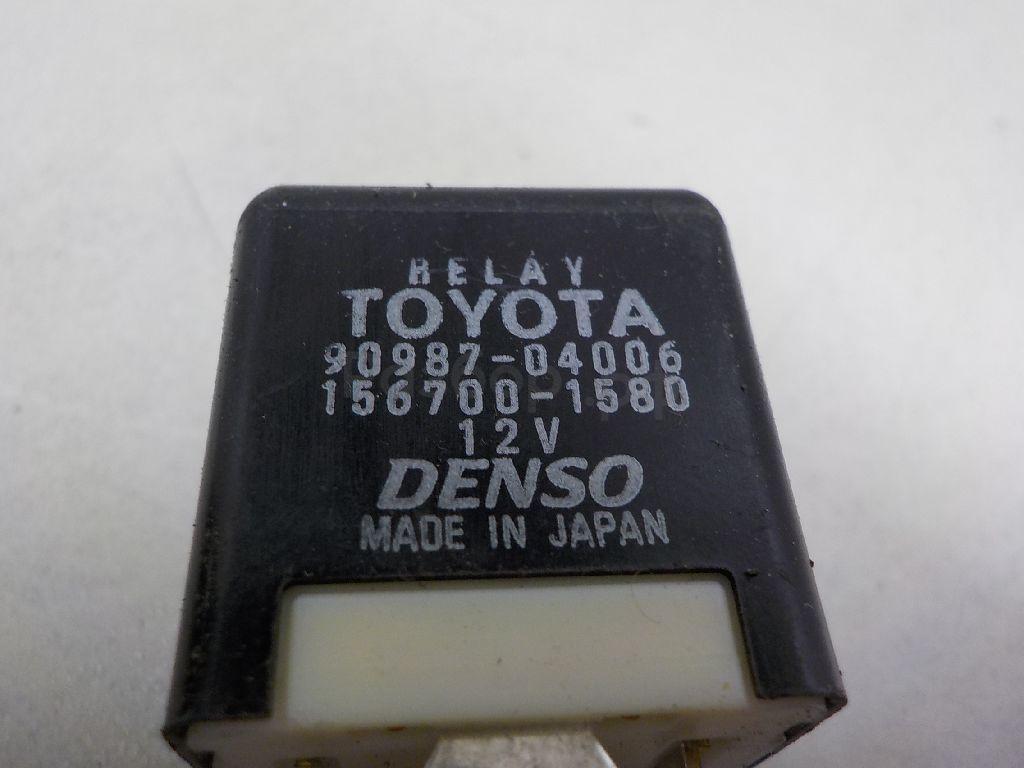 RELAY
TOYOTA
90987-04006
156700-1580
12V
DENSO
MADE IN JAPAN